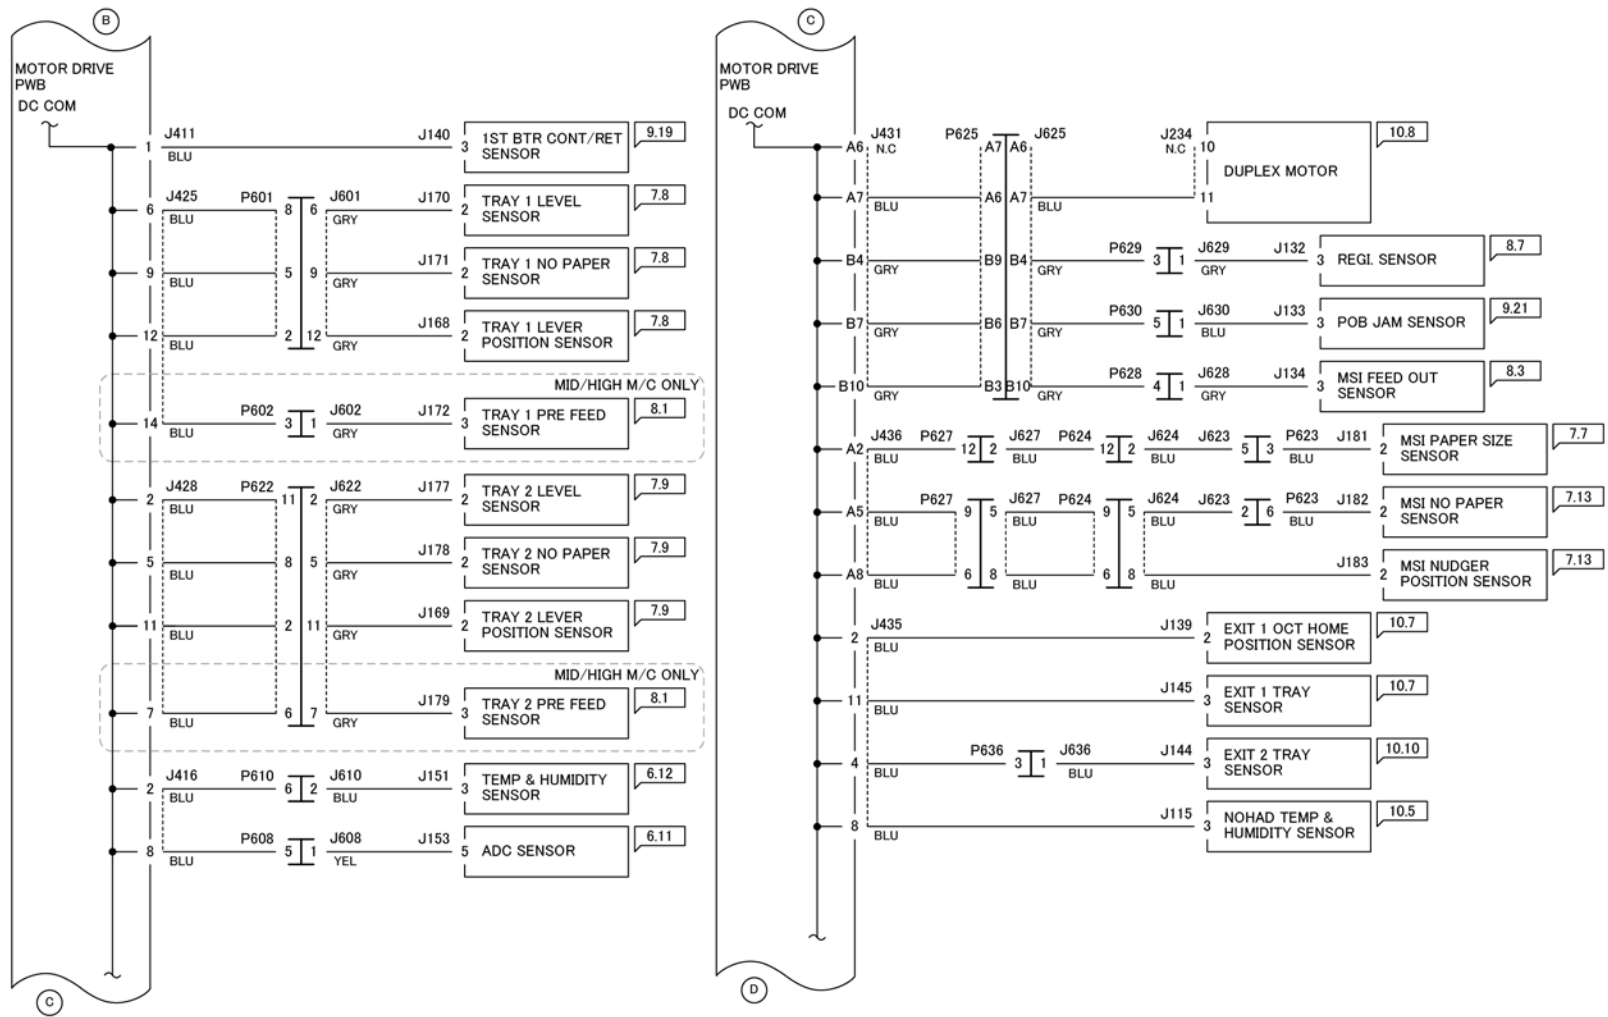 B
MOTOR DRIVE
PWB
DC COM
J411
J140
1
BLU
3
1ST BTR CONT/RET
SENSOR
9.19
J425
P601
J601
J170
6
BLU
8
6
GRY
2
TRAY 1 LEVEL
SENSOR
7.8
J171
9
BLU
5
9
GRY
2
TRAY 1 NO PAPER
SENSOR
7.8
J168
12
BLU
2
12
GRY
2
TRAY 1 LEVER
POSITION SENSOR
7.8
MID/HIGH M/C ONLY
P602
J602
J172
14
BLU
3
1
GRY
3
TRAY 1 PRE FEED
SENSOR
8.1
J428
P622
J622
J177
2
BLU
11
2
GRY
2
TRAY 2 LEVEL
SENSOR
7.9
J178
5
BLU
8
5
GRY
2
TRAY 2 NO PAPER
SENSOR
7.9
J169
11
BLU
2
11
GRY
2
TRAY 2 LEVER
POSITION SENSOR
7.9
MID/HIGH M/C ONLY
J179
7
BLU
6
7
GRY
3
TRAY 2 PRE FEED
SENSOR
8.1
J416
P610
J610
J151
2
BLU
6
2
BLU
3
TEMP & HUMIDITY
SENSOR
6.12
P608
J608
J153
8
BLU
5
1
YEL
5
ADC SENSOR
6.11
C
C
MOTOR DRIVE
PWB
DC COM
J431
P625
J625
J234
A6
N.C
A7
A6
N.C
10
DUPLEX MOTOR
10.8
A7
BLU
A6
A7
BLU
11
P629
J629
J132
B4
GRY
B9
B4
GRY
3
1
GRY
3
REGI. SENSOR
8.7
P630
J630
J133
B7
GRY
B6
B7
GRY
5
1
BLU
3
POB JAM SENSOR
9.21
P628
J628
J134
B10
GRY
B3
B10
GRY
4
1
GRY
3
MSI FEED OUT
SENSOR
8.3
J436
P627
J627
P624
J624
J623
P623
J181
A2
BLU
12
2
BLU
12
2
BLU
5
3
BLU
2
MSI PAPER SIZE
SENSOR
7.7
P627
J627
P624
J624
J623
P623
J182
A5
BLU
9
5
BLU
9
5
BLU
2
6
BLU
2
MSI NO PAPER
SENSOR
7.13
J183
A8
BLU
6
8
BLU
6
8
BLU
2
MSI NUDGER
POSITION SENSOR
7.13
J435
J139
2
BLU
2
EXIT 1 OCT HOME
POSITION SENSOR
10.7
J145
11
BLU
3
EXIT 1 TRAY
SENSOR
10.7
P636
J636
J144
4
BLU
3
1
BLU
3
EXIT 2 TRAY
SENSOR
10.10
J115
8
BLU
3
NOHAD TEMP &
HUMIDITY SENSOR
10.5
D